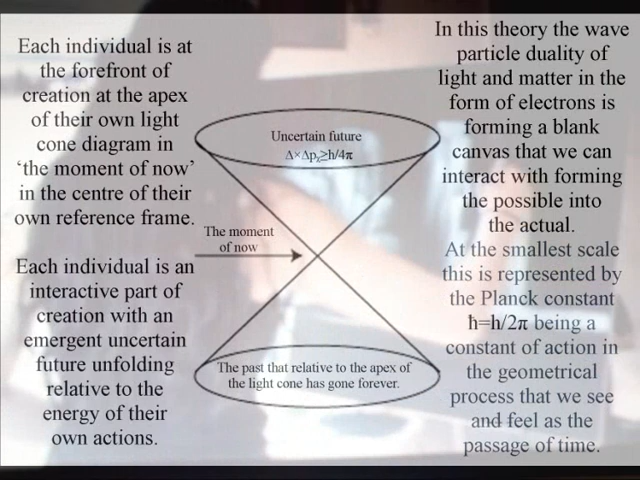 Each individual is at
the forefront of
creation at the apex
of their own light
cone diagram in
‘the moment of now’
in the centre of their
own reference frame.
Each individual is an
interactive part of
creation with an
emergent uncertain
future unfolding
relative to the
energy of their
own actions.
Uncertain future
Δ×Δpₓ≥h/4π
The moment
of now
The past that relative to the apex of
the light cone has gone forever.
In this theory the wave
particle duality of
light and matter in the
form of electrons is
forming a blank
canvas that we can
interact with forming
the possible into
the actual.
At the smallest scale
this is represented by
the Planck constant
ħ=h/2π being a
constant of action in
the geometrical
process that we see
and feel as the
passage of time.